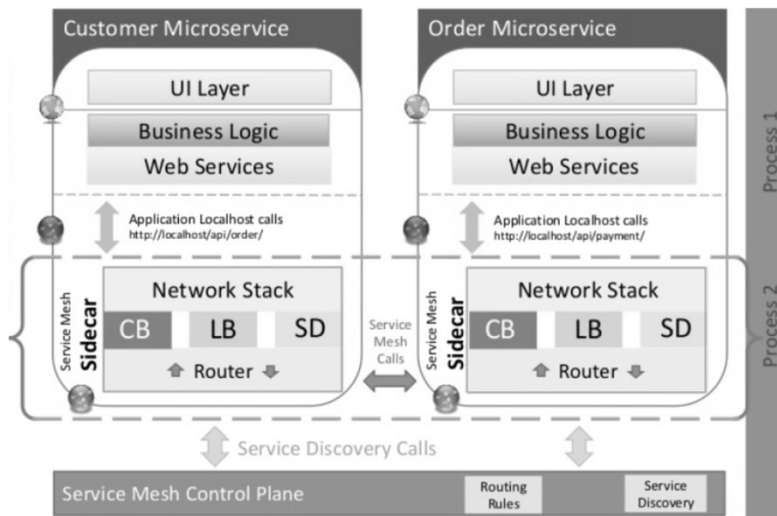 Customer Microservice
Order Microservice
UI Layer
UI Layer
Business Logic
Business Logic
Web Services
Web Services
Process 1
Application Localhost calls
http://localhost/api/order/
Application Localhost calls
http://localhost/api/payment/
Service Mesh
Sidecar
Network Stack
CB
LB
SD
Router
Service
Mesh
Calls
Service Mesh
Sidecar
Network Stack
CB
LB
SD
Router
Process 2
Service Discovery Calls
Service Mesh Control Plane
Routing
Rules
Service
Discovery